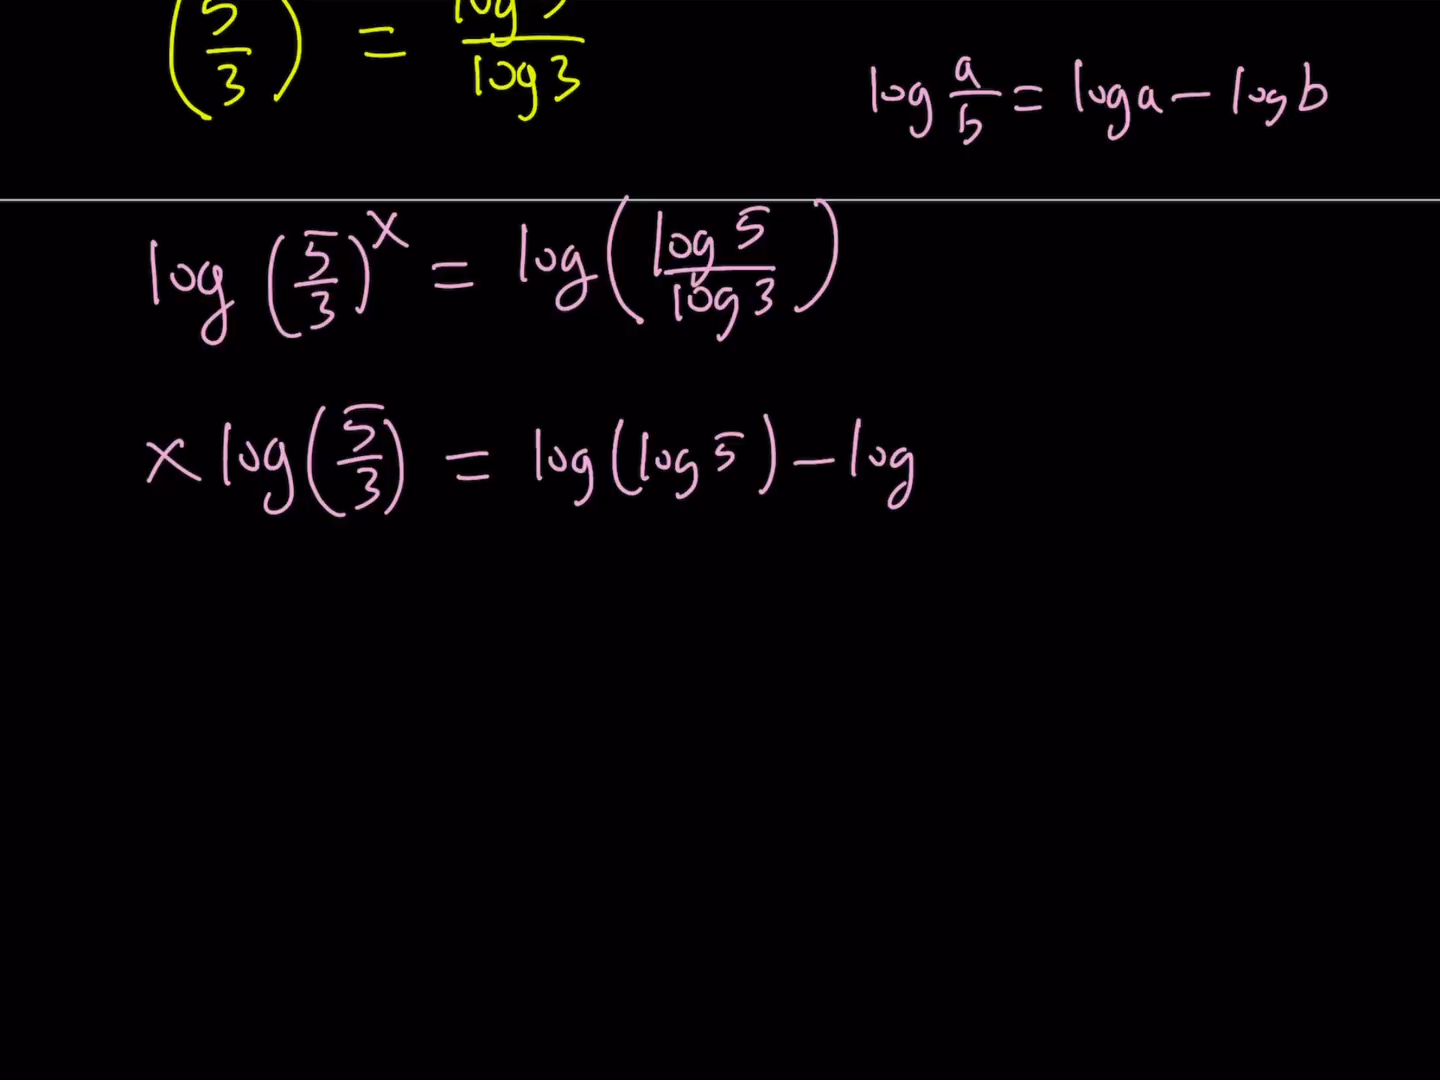 (5/3) = log 5/log 3
log a/b = log a - log b
log (5/3)^x = log (log 5/log 3)
x log (5/3) = log (log 5) - log